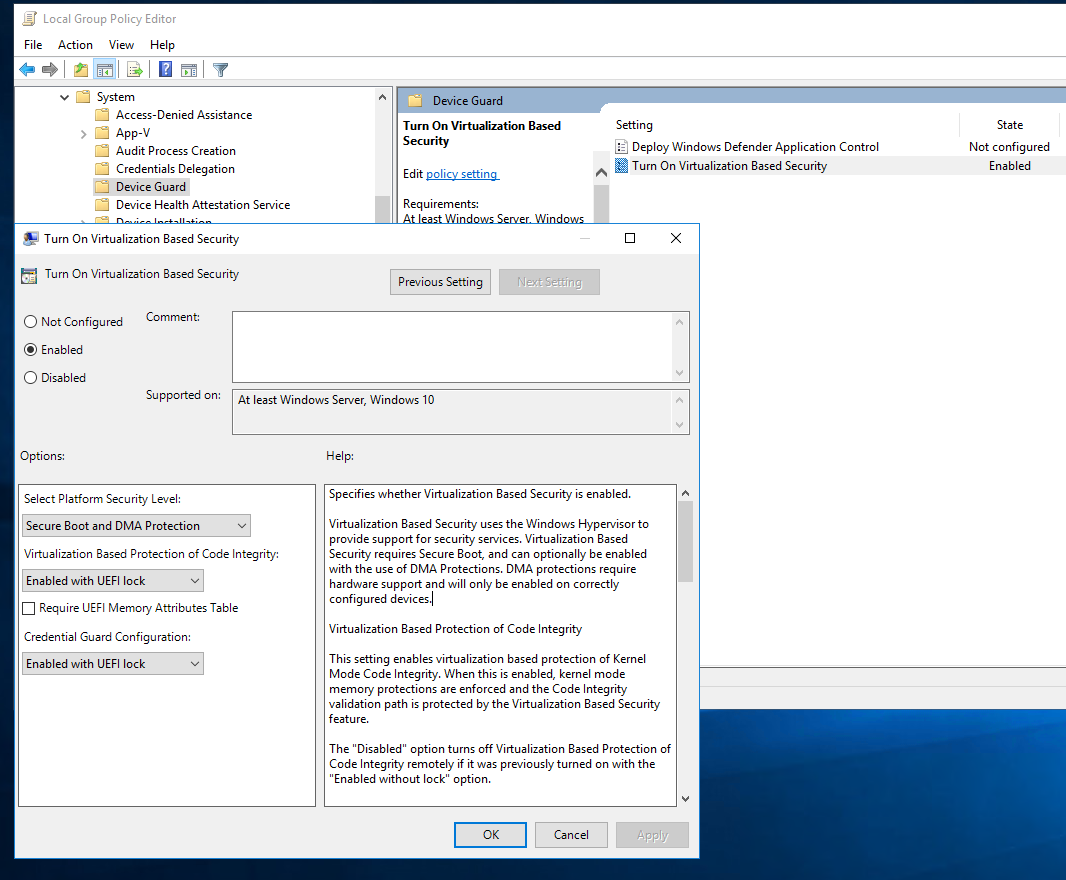 Local Group Policy Editor
File Action View Help
System
Access-Denied Assistance
App-V
Audit Process Creation
Credentials Delegation
Device Guard
Device Health Attestation Service
Device Installation
Device Guard
Turn On Virtualization Based
Security
Edit policy setting
Requirements:
At least Windows Server, Windows
Setting State
Deploy Windows Defender Application Control Not configured
Turn On Virtualization Based Security Enabled
Turn On Virtualization Based Security
Turn On Virtualization Based Security
Previous Setting Next Setting
Not Configured
Enabled
Disabled
Comment:
Supported on:
At least Windows Server, Windows 10
Options:
Help:
Select Platform Security Level:
Secure Boot and DMA Protection
Virtualization Based Protection of Code Integrity:
Enabled with UEFI lock
Require UEFI Memory Attributes Table
Credential Guard Configuration:
Enabled with UEFI lock
Specifies whether Virtualization Based Security is enabled.
Virtualization Based Security uses the Windows Hypervisor to
provide support for security services. Virtualization Based
Security requires Secure Boot, and can optionally be enabled
with the use of DMA Protections. DMA protections require
hardware support and will only be enabled on correctly
configured devices.
Virtualization Based Protection of Code Integrity
This setting enables virtualization based protection of Kernel
Mode Code Integrity. When this is enabled, kernel mode
memory protections are enforced and the Code Integrity
validation path is protected by the Virtualization Based Security
feature.
The "Disabled" option turns off Virtualization Based Protection of
Code Integrity remotely if it was previously turned on with the
"Enabled without lock" option.
OK Cancel Apply